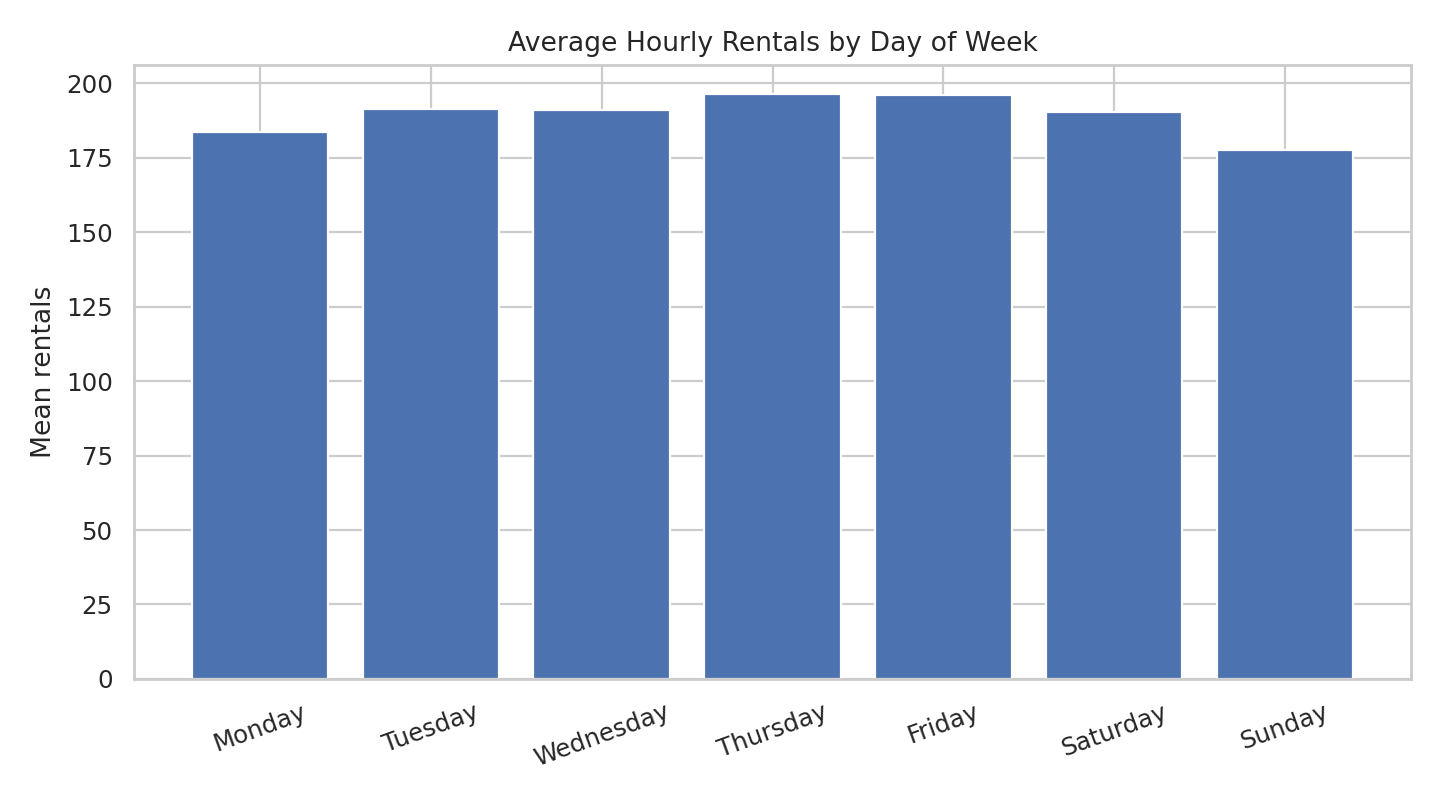 Average Hourly Rentals by Day of Week
Mean rentals
200
175
150
125
100
75
50
25
0
Monday
Tuesday
Wednesday
Thursday
Friday
Saturday
Sunday